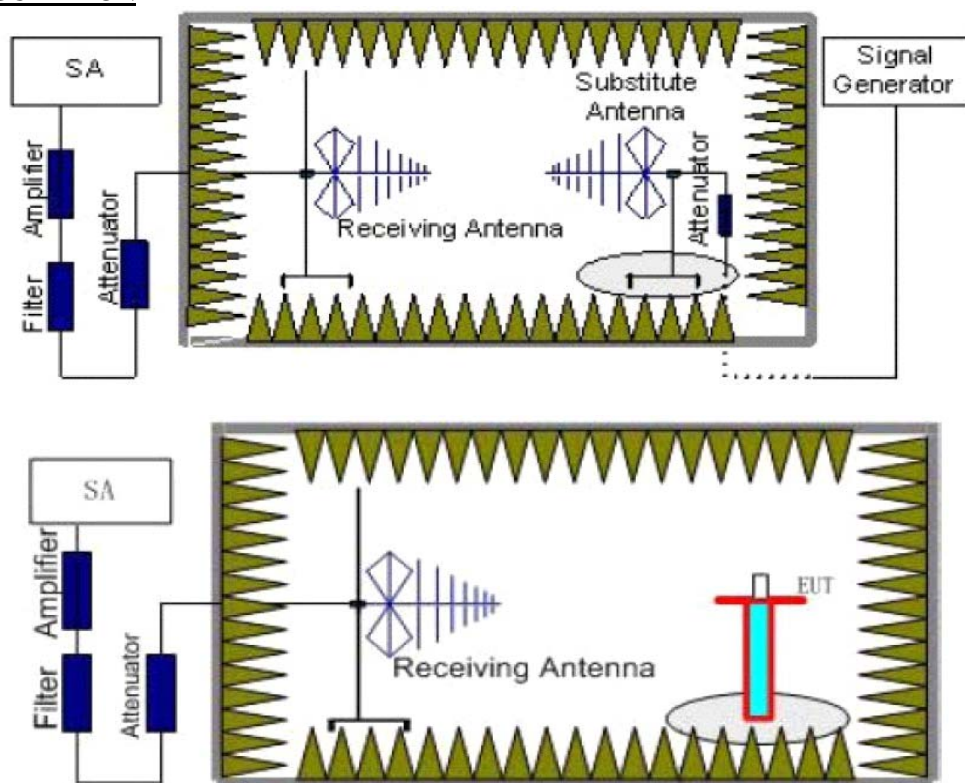 SA
Signal
Generator
Substitute
Antenna
Amplifier
Filter
Attenuator
Receiving Antenna
Attenuator
SA
Amplifier
Filter
Attenuator
Receiving Antenna
EUT